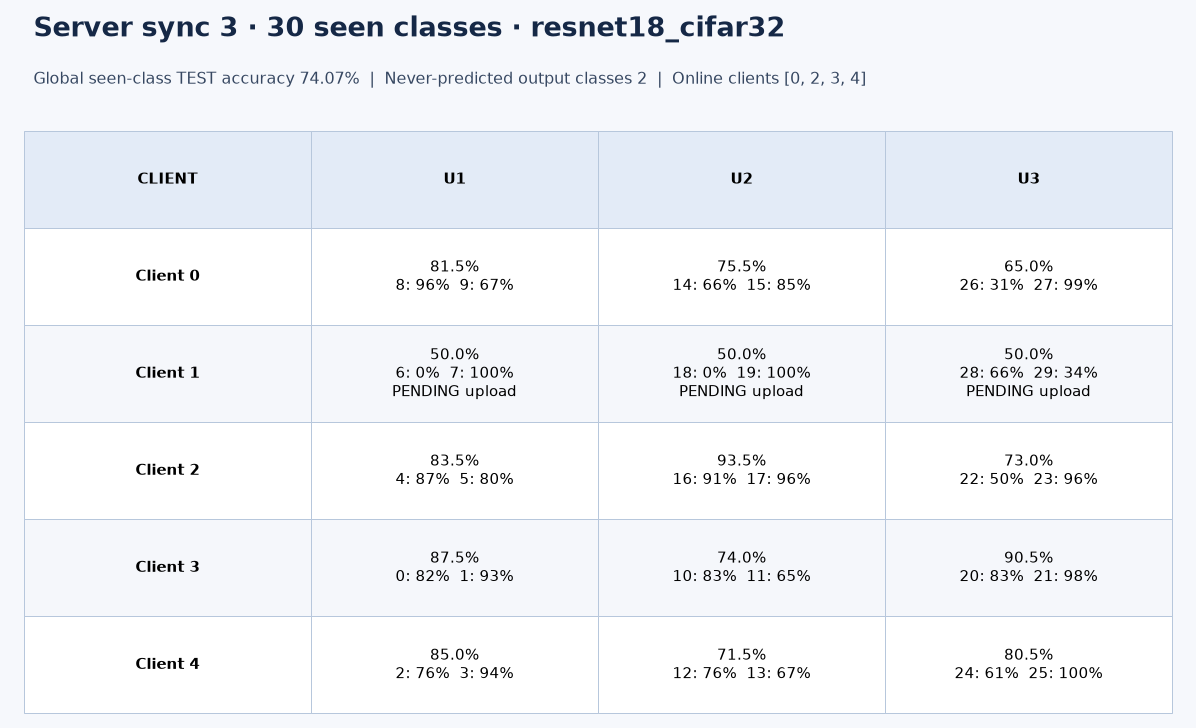 Server sync 3 · 30 seen classes · resnet18_cifar32
Global seen-class TEST accuracy 74.07% | Never-predicted output classes 2 | Online clients [0, 2, 3, 4]
CLIENT U1 U2 U3
Client 0
81.5%
8: 96% 9: 67%
75.5%
14: 66% 15: 85%
65.0%
26: 31% 27: 99%
Client 1
50.0%
6: 0% 7: 100%
PENDING upload
50.0%
18: 0% 19: 100%
PENDING upload
50.0%
28: 66% 29: 34%
PENDING upload
Client 2
83.5%
4: 87% 5: 80%
93.5%
16: 91% 17: 96%
73.0%
22: 50% 23: 96%
Client 3
87.5%
0: 82% 1: 93%
74.0%
10: 83% 11: 65%
90.5%
20: 83% 21: 98%
Client 4
85.0%
2: 76% 3: 94%
71.5%
12: 76% 13: 67%
80.5%
24: 61% 25: 100%